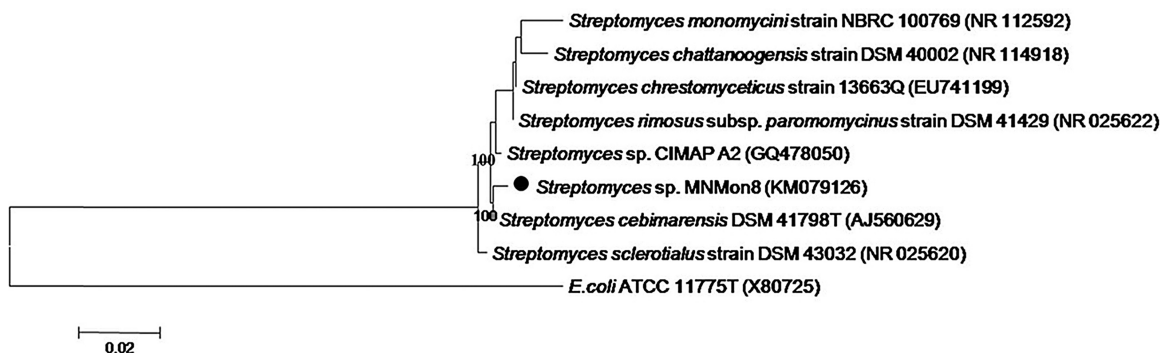 Streptomyces monomycini strain NBRC 100769 (NR 112592)
Streptomyces chattanoogensis strain DSM 40002 (NR 114918)
Streptomyces chrestomyceticus strain 13663Q (EU741199)
Streptomyces rimosus subsp. paromomycinus strain DSM 41429 (NR 025622)
Streptomyces sp. CIMAP A2 (GQ478050)
100
Streptomyces sp. MNMon8 (KM079126)
100
Streptomyces cebimarensis DSM 41798T (AJ560629)
Streptomyces sclerotialus strain DSM 43032 (NR 025620)
E.coli ATCC 11775T (X80725)
0.02